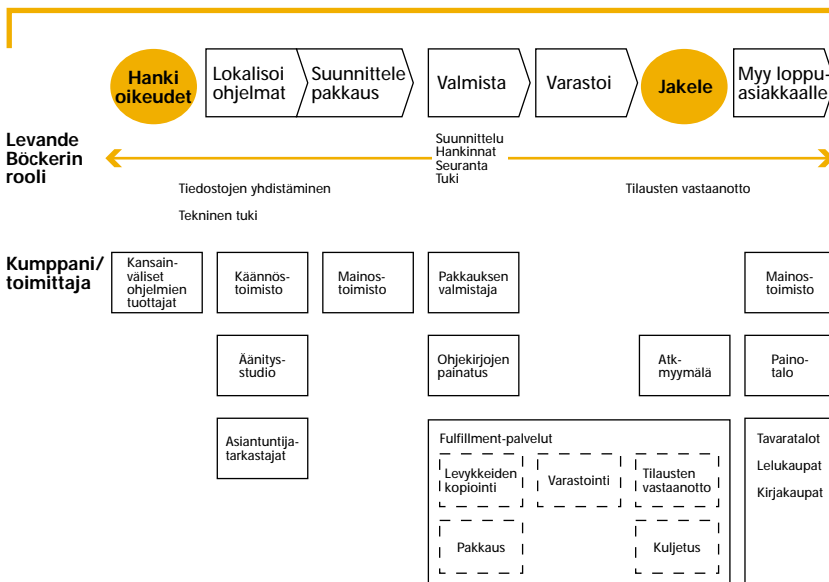 Hanki
oikeudet
Lokalisoi
ohjelmat
Suunnittele
pakkaus
Valmista
Varastoi
Jakele
Myy loppu-
asiakkaalle
Levande
Böckerin
rooli
Suunnittelu
Hankinnat
Seuranta
Tuki
Tiedostojen yhdistäminen
Tilausten vastaanotto
Tekninen tuki
Kumppani/
toimittaja
Kansain-
väliset
ohjelmien
tuottajat
Käännös-
toimisto
Mainos-
toimisto
Pakkauksen
valmistaja
Mainos-
toimisto
Äänitys-
studio
Ohjekirjojen
painatus
Atk-
myymälä
Paino-
talo
Asiantuntija-
tarkastajat
Fulfillment-palvelut
Levykkeiden
kopiointi
Varastointi
Tilausten
vastaanotto
Pakkaus
Kuljetus
Tavaratalot
Lelukaupat
Kirjakaupat